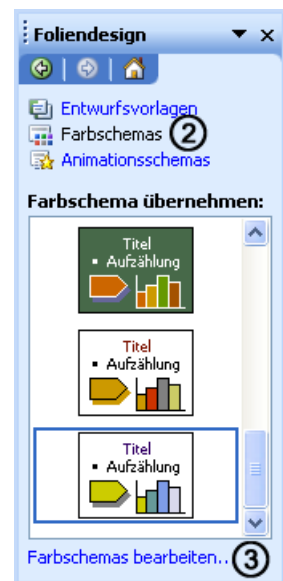 Foliendesign
Entwurfsvorlagen
Farbschemas 2
Animationsschemas
Farbschema übernehmen:
Titel
▪ Aufzählung
Titel
▪ Aufzählung
Titel
▪ Aufzählung
Farbschemas bearbeiten.. 3